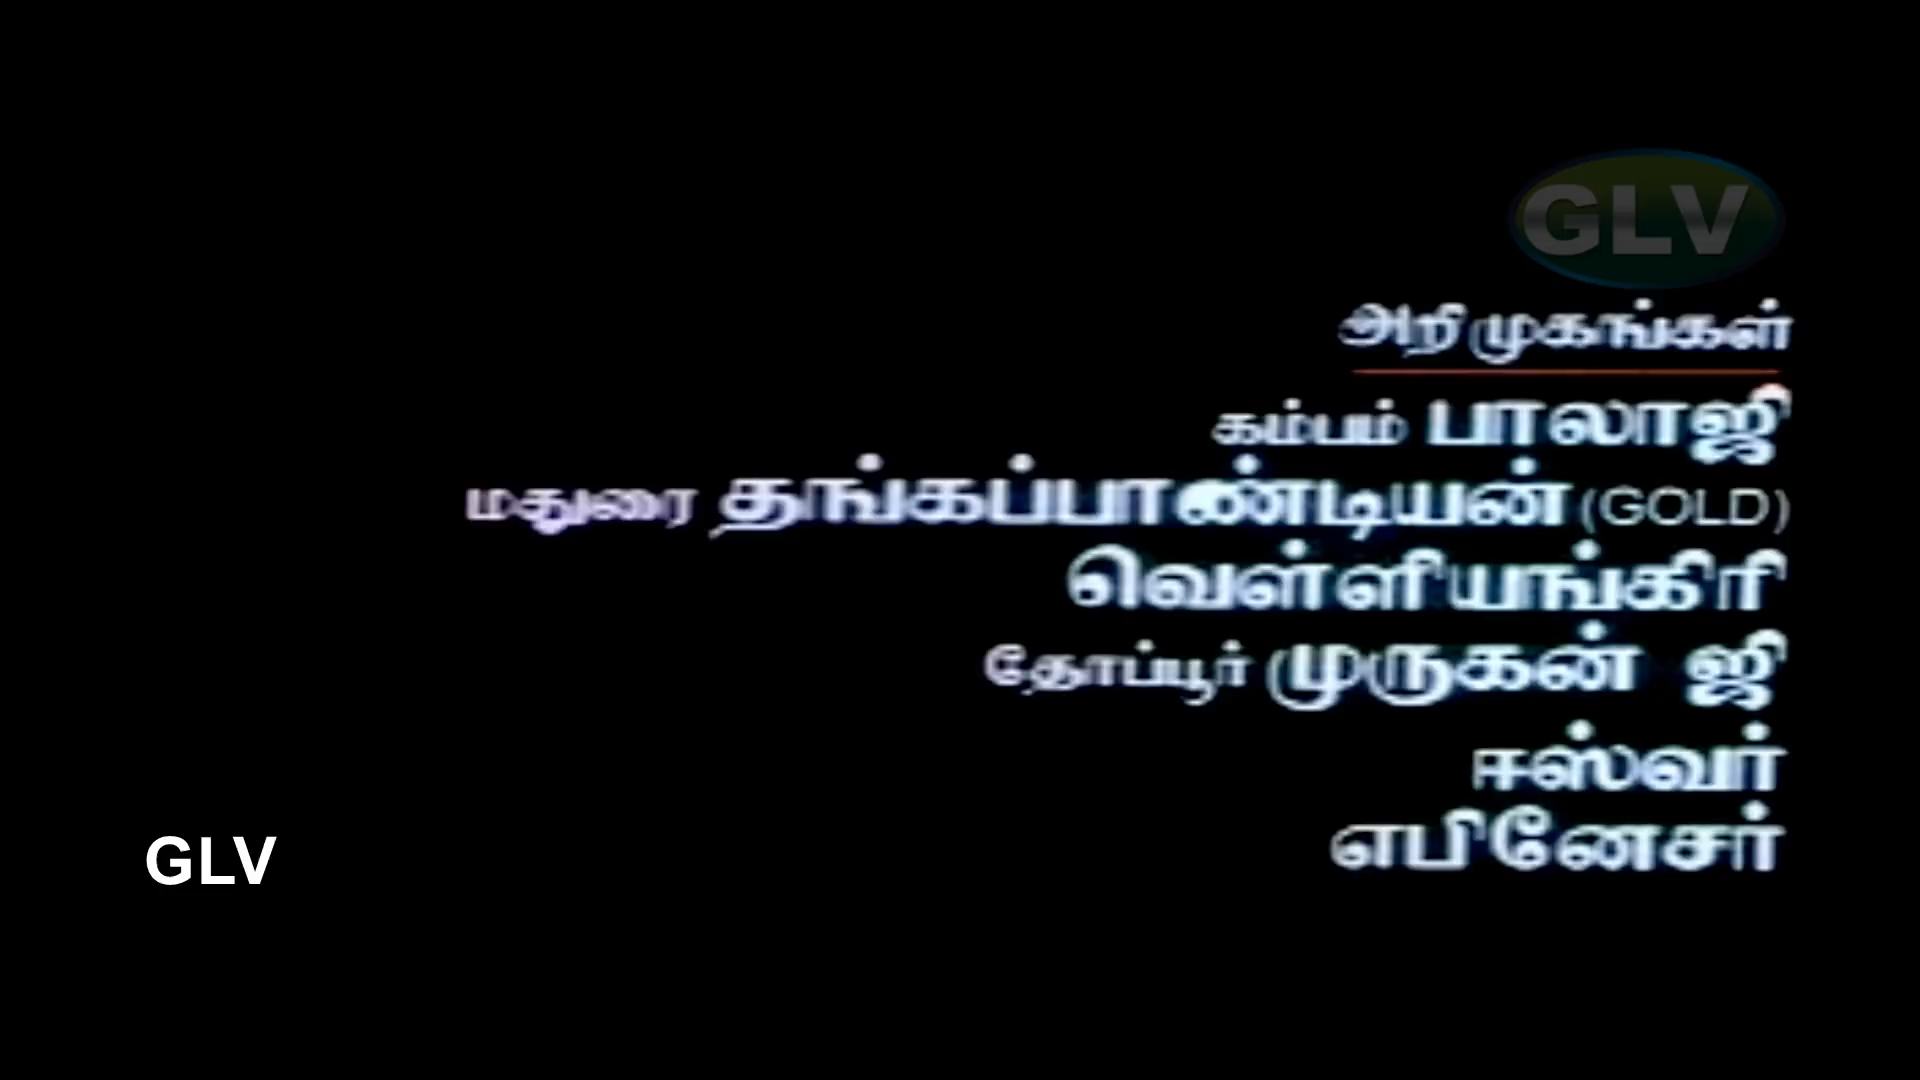 GLV
அறிமுகங்கள்
கம்பம் பாலாஜி
மதுரை தங்கப்பாண்டியன் (GOLD)
வெள்ளியங்கிரி
தோப்பூர் முருகன் ஜி
ஈஸ்வர்
எபினேசர்
GLV